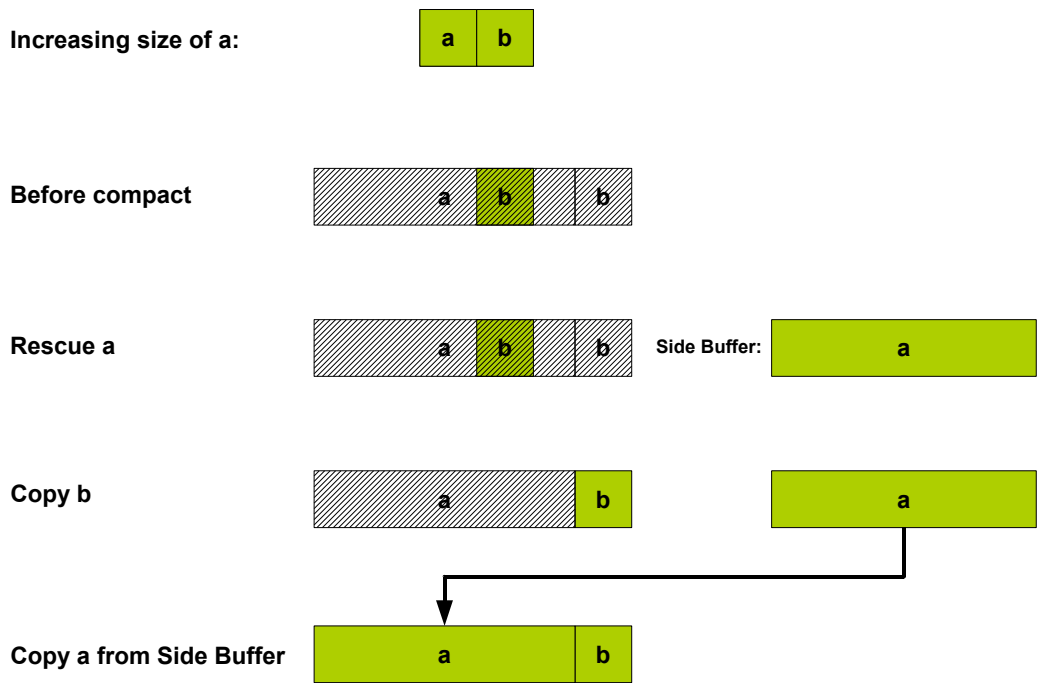 Increasing size of a: a b
Before compact a b b
Rescue a a b b Side Buffer: a
Copy b a b a
Copy a from Side Buffer a b